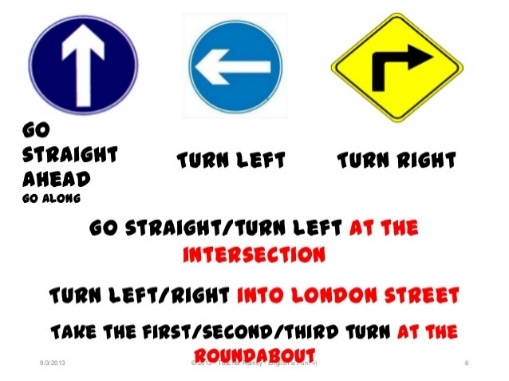 GO
STRAIGHT
AHEAD
GO ALONG
TURN LEFT
TURN RIGHT
GO STRAIGHT/TURN LEFT AT THE
INTERSECTION
TURN LEFT/RIGHT INTO LONDON STREET
TAKE THE FIRST/SECOND/THIRD TURN AT THE
ROUNDABOUT
9/3/2013
6